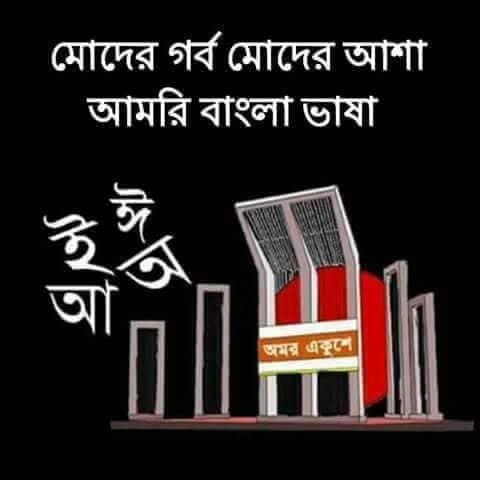 মোদের গর্ব মোদের আশা
আমরি বাংলা ভাষা
ঈ
ই
অ
আ
অমর একুশে